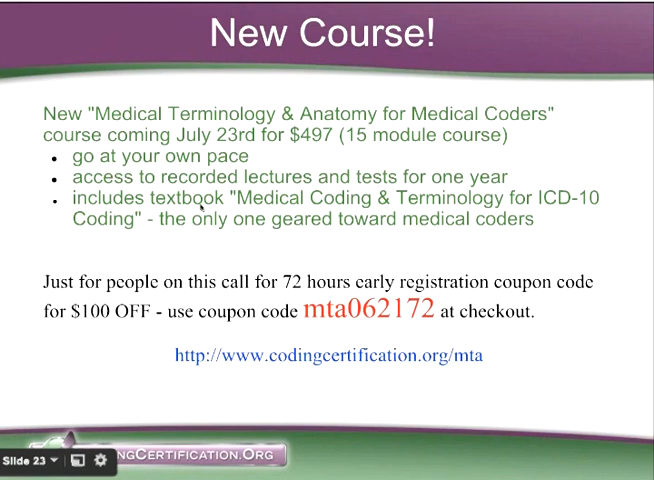 New Course!
New "Medical Terminology & Anatomy for Medical Coders"
course coming July 23rd for $497 (15 module course)
• go at your own pace
• access to recorded lectures and tests for one year
• includes textbook "Medical Coding & Terminology for ICD-10
Coding" - the only one geared toward medical coders
Just for people on this call for 72 hours early registration coupon code
for $100 OFF - use coupon code mta062172 at checkout.
http://www.codingcertification.org/mta
Slide 23
NGCERTIFICATION.ORG